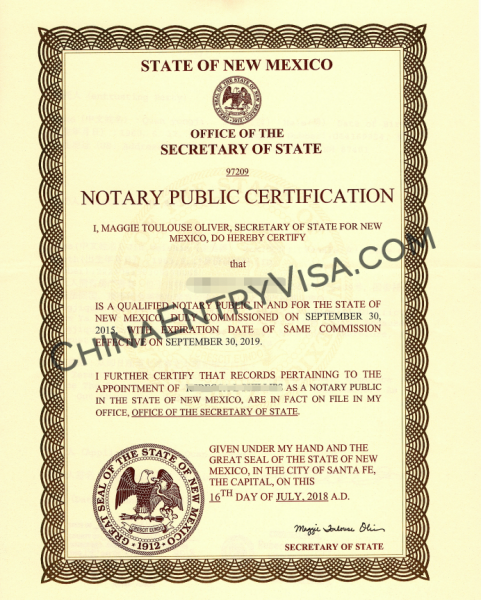 STATE OF NEW MEXICO
OFFICE OF THE
SECRETARY OF STATE
97209
NOTARY PUBLIC CERTIFICATION
I, MAGGIE TOULOUSE OLIVER, SECRETARY OF STATE FOR NEW
MEXICO, DO HEREBY CERTIFY
that
IS A QUALIFIED NOTARY PUBLIC IN AND FOR THE STATE OF
NEW MEXICO, DULY COMMISSIONED ON SEPTEMBER 30,
2015, WITH EXPIRATION DATE OF SAME COMMISSION
EFFECTIVE ON SEPTEMBER 30, 2019.
I FURTHER CERTIFY THAT RECORDS PERTAINING TO THE
APPOINTMENT OF AS A NOTARY PUBLIC
IN THE STATE OF NEW MEXICO, ARE IN FACT ON FILE IN MY
OFFICE, OFFICE OF THE SECRETARY OF STATE.
GIVEN UNDER MY HAND AND THE
GREAT SEAL OF THE STATE OF NEW
MEXICO, IN THE CITY OF SANTA FE,
THE CAPITAL, ON THIS
16TH DAY OF JULY, 2018 A.D.
Maggie Toulouse Oliver
SECRETARY OF STATE
GREAT SEAL OF THE STATE OF NEW MEXICO
•1912•
CHINAENTRYVISA.COM